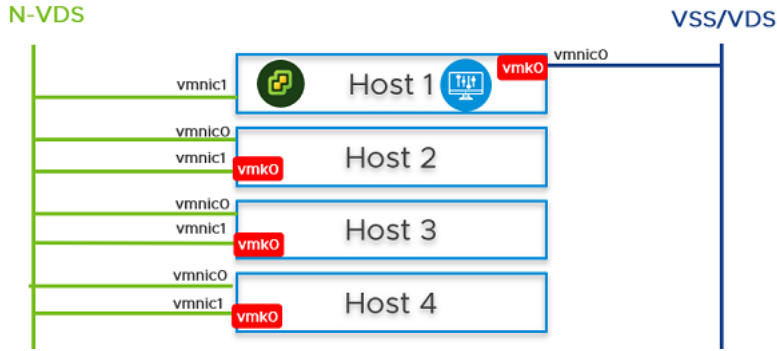 N-VDS
VSS/VDS
vmnic1
Host 1
vmk0
vmnic0
vmnic0
vmnic1
vmk0
Host 2
vmnic0
vmnic1
vmk0
Host 3
vmnic0
vmnic1
vmk0
Host 4